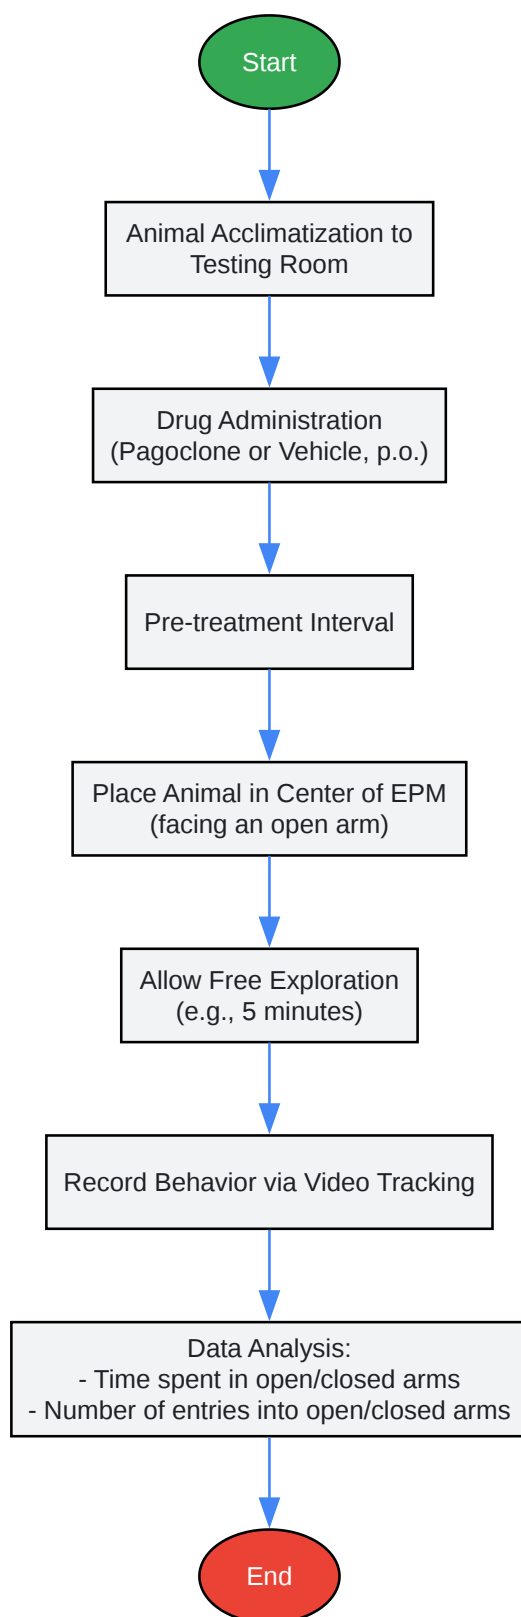 Start
Animal Acclimatization to
Testing Room
Drug Administration
(Pagoclone or Vehicle, p.o.)
Pre-treatment Interval
Place Animal in Center of EPM
(facing an open arm)
Allow Free Exploration
(e.g., 5 minutes)
Record Behavior via Video Tracking
Data Analysis:
- Time spent in open/closed arms
- Number of entries into open/closed arms
End